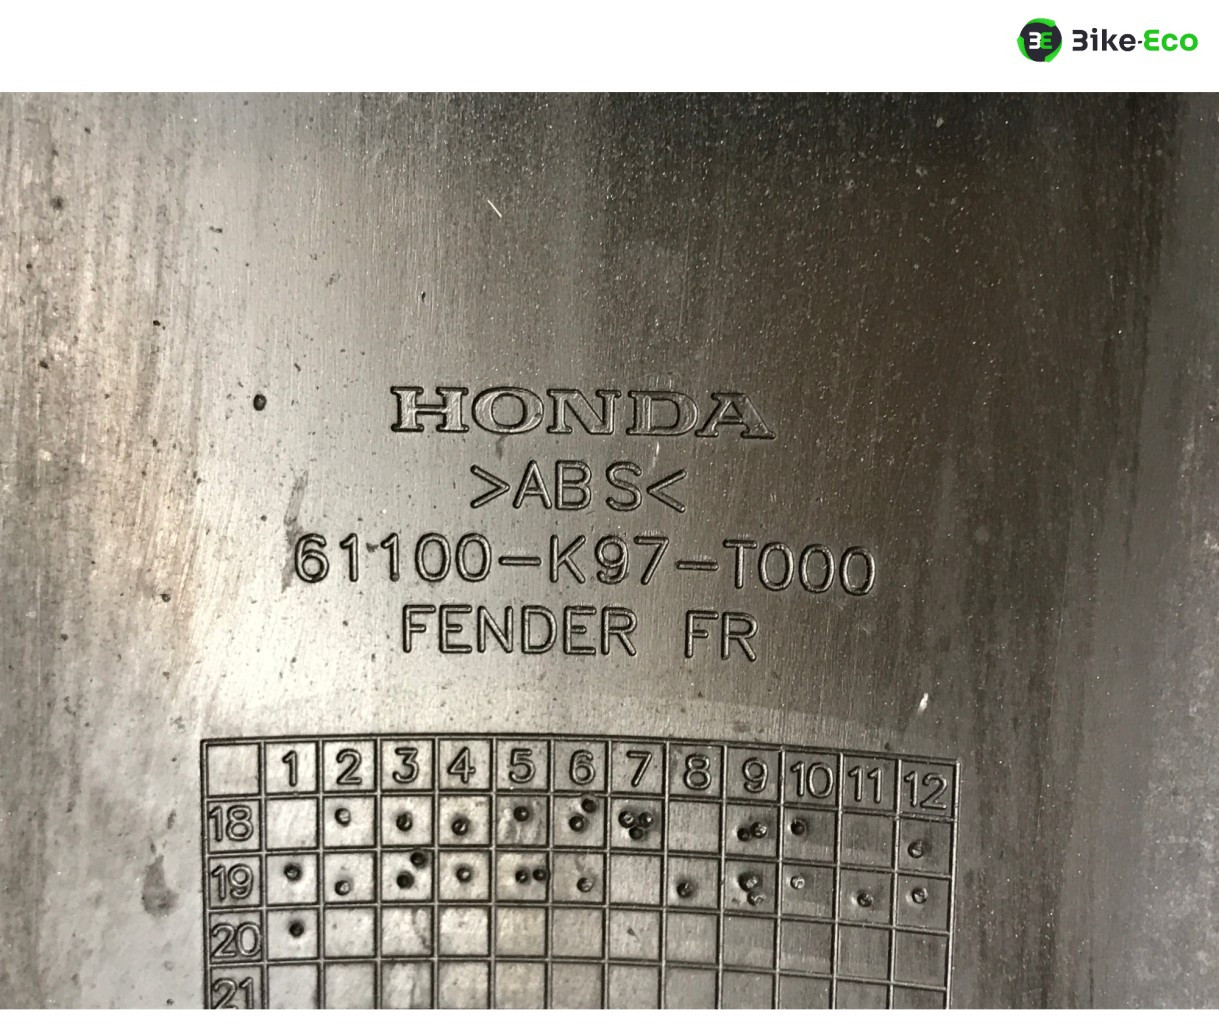 BE Bike-Eco
HONDA
>ABS<
61100-K97-T000
FENDER FR
1 2 3 4 5 6 7 8 9 10 11 12
18
19
20
21